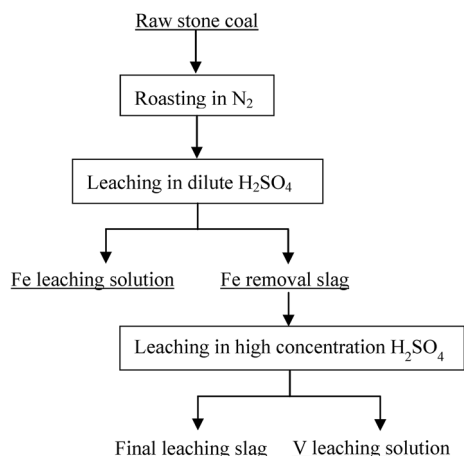 Raw stone coal
Roasting in N₂
Leaching in dilute H₂SO₄
Fe leaching solution
Fe removal slag
Leaching in high concentration H₂SO₄
Final leaching slag
V leaching solution